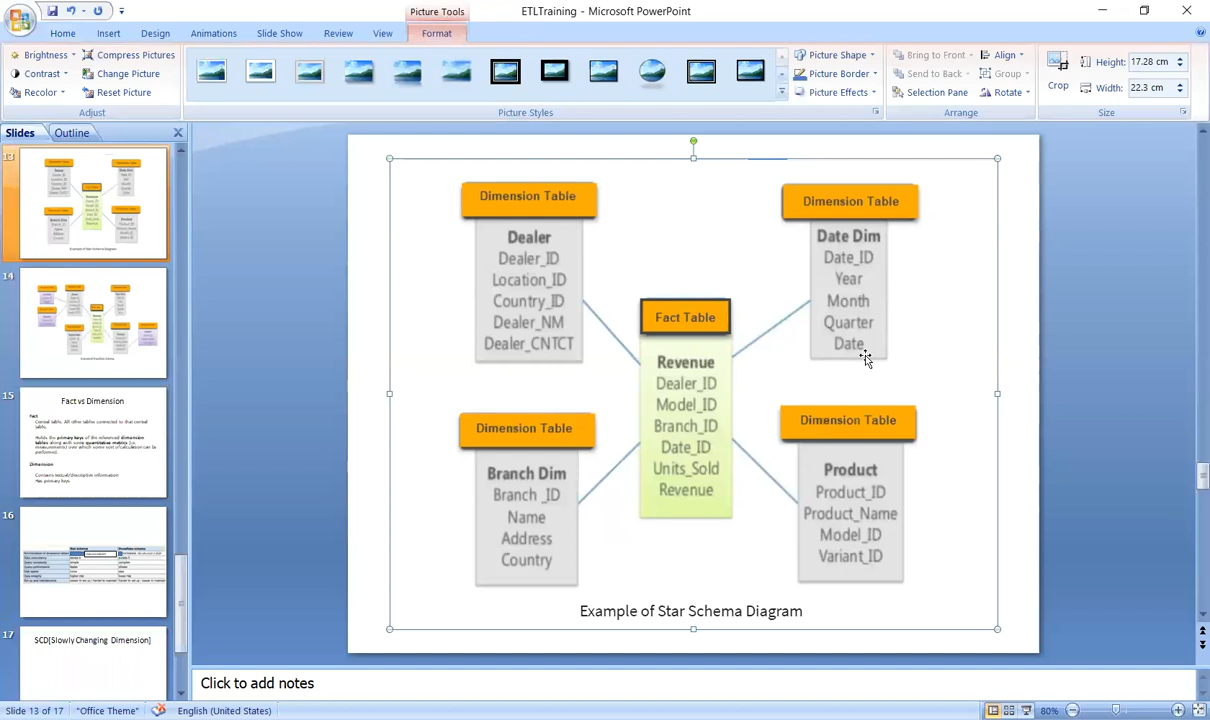 Picture Tools
ETLTraining - Microsoft PowerPoint
Home
Insert
Design
Animations
Slide Show
Review
View
Format
Brightness
Contrast
Recolor
Compress Pictures
Change Picture
Reset Picture
Picture Shape
Picture Border
Picture Effects
Bring to Front
Send to Back
Selection Pane
Align
Group
Rotate
Crop
Height: 17.28 cm
Width: 22.3 cm
Adjust
Picture Styles
Arrange
Size
Slides
Outline
13
14
15
Fact vs Dimension
Fact
Dimension
16
17
SCD[Slowly Changing Dimension]
Dimension Table
Dealer
Dealer_ID
Location_ID
Country_ID
Dealer_NM
Dealer_CNTCT
Dimension Table
Date Dim
Date_ID
Year
Month
Quarter
Date
Fact Table
Revenue
Dealer_ID
Model_ID
Branch_ID
Date_ID
Units_Sold
Revenue
Dimension Table
Branch Dim
Branch _ID
Name
Address
Country
Dimension Table
Product
Product_ID
Product_Name
Model_ID
Variant_ID
Example of Star Schema Diagram
Click to add notes
Slide 13 of 17
"Office Theme"
English (United States)
80%